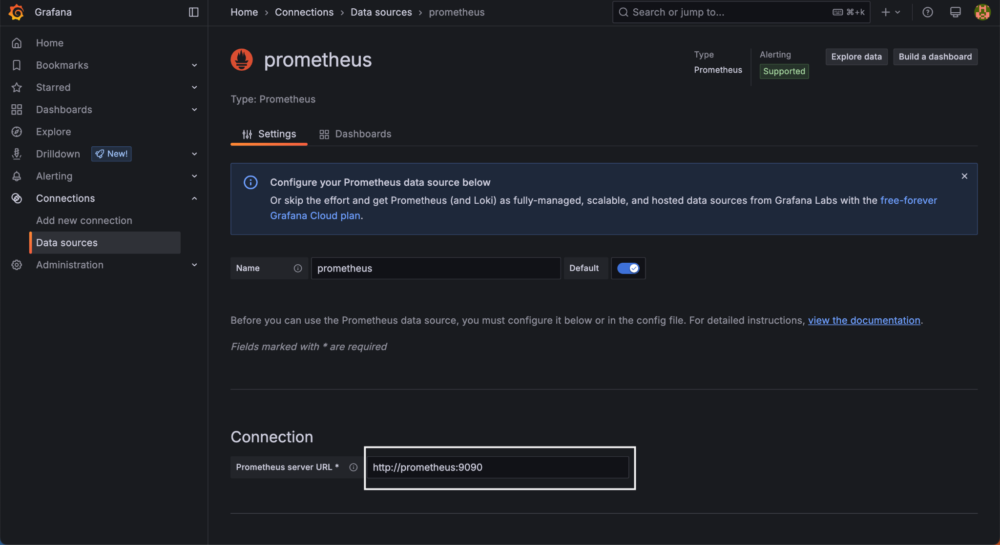 Grafana
Home › Connections › Data sources › prometheus
Search or jump to...
⌘+k
Home
Bookmarks
Starred
Dashboards
Explore
Drilldown
New!
Alerting
Connections
Add new connection
Data sources
Administration
prometheus
Type
Prometheus
Alerting
Supported
Explore data
Build a dashboard
Type: Prometheus
Settings
Dashboards
Configure your Prometheus data source below
Or skip the effort and get Prometheus (and Loki) as fully-managed, scalable, and hosted data sources from Grafana Labs with the free-forever
Grafana Cloud plan.
Name
prometheus
Default
Before you can use the Prometheus data source, you must configure it below or in the config file. For detailed instructions, view the documentation.
Fields marked with * are required
Connection
Prometheus server URL *
http://prometheus:9090